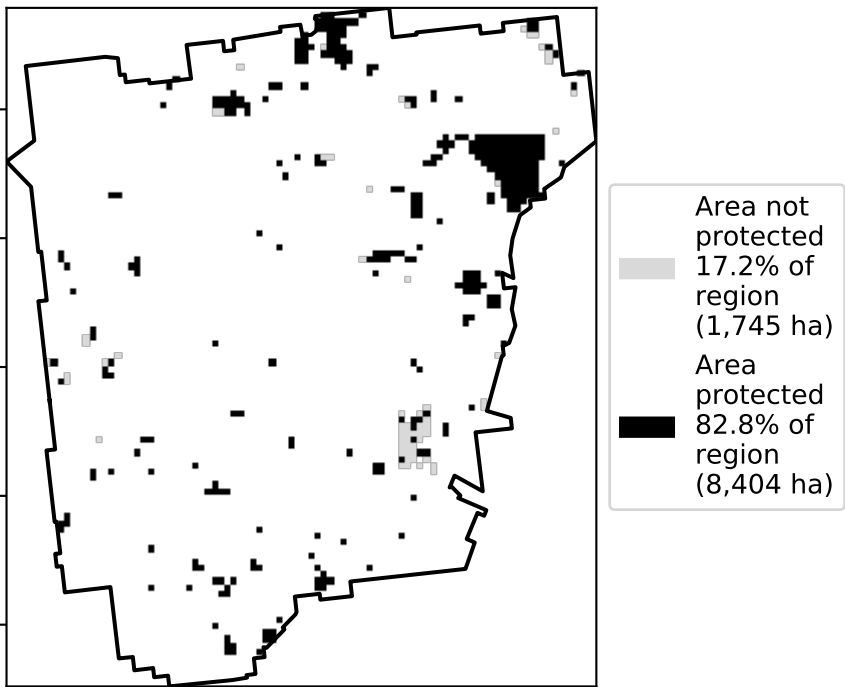 Area not
protected
17.2% of
region
(1,745 ha)
Area
protected
82.8% of
region
(8,404 ha)